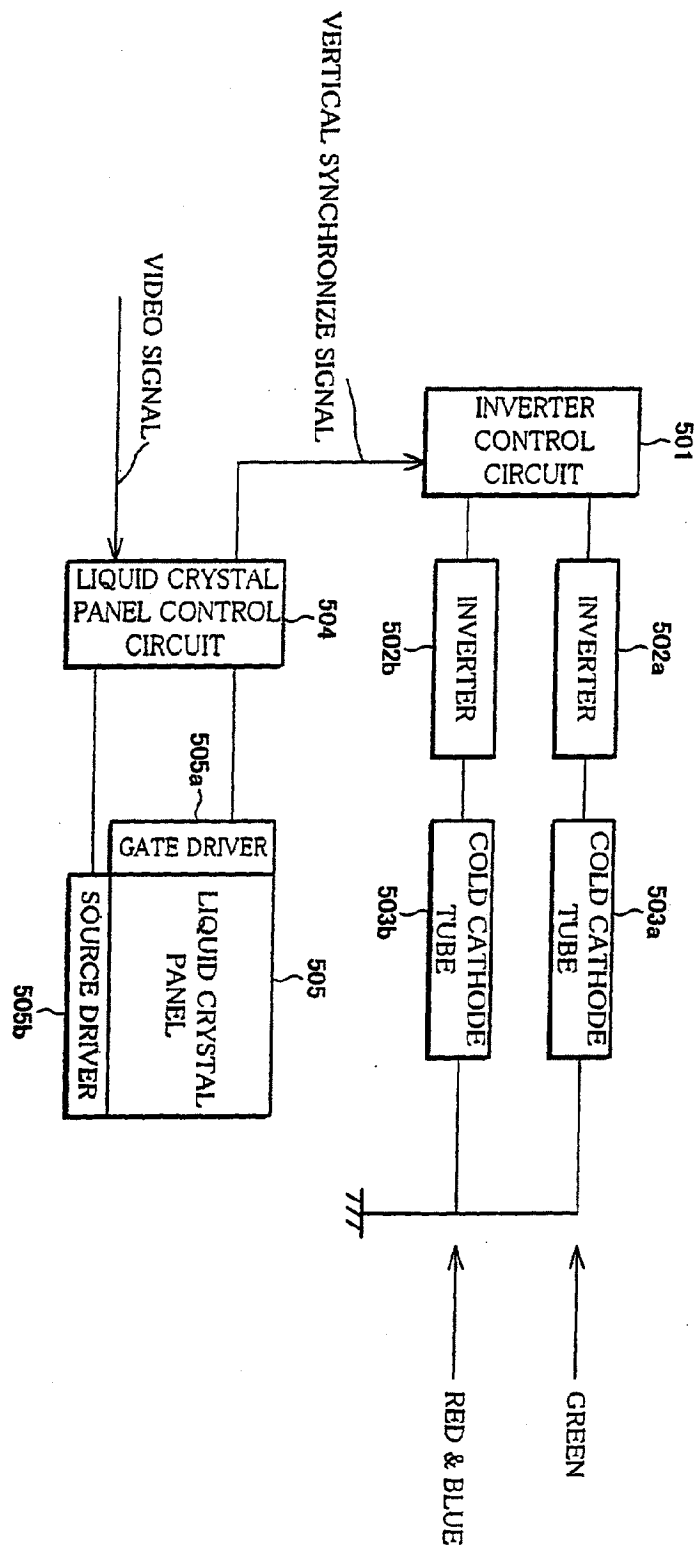 501
INVERTER
CONTROL
CIRCUIT
502a
INVERTER
502b
INVERTER
503a
COLD CATHODE
TUBE
503b
COLD CATHODE
TUBE
GREEN
RED & BLUE
VERTICAL SYNCHRONIZE SIGNAL
VIDEO SIGNAL
LIQUID CRYSTAL
PANEL CONTROL
CIRCUIT
504
505a
GATE DRIVER
LIQUID CRYSTAL
PANEL
505
SOURCE DRIVER
505b